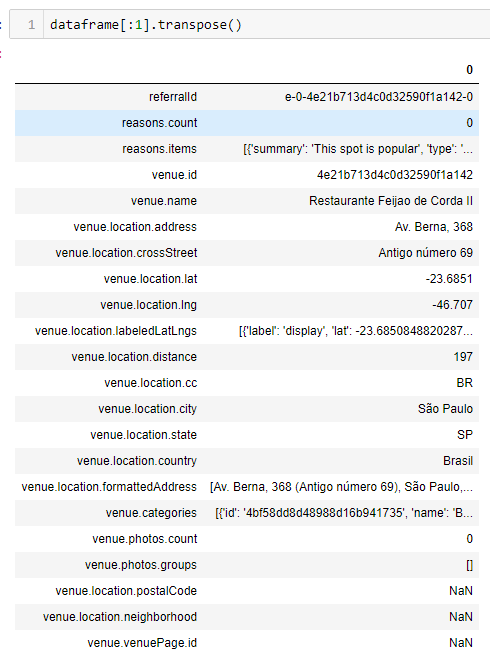 1 dataframe[:1].transpose()
0
referralId e-0-4e21b713d4c0d32590f1a142-0
reasons.count 0
reasons.items [{'summary': 'This spot is popular', 'type': '...
venue.id 4e21b713d4c0d32590f1a142
venue.name Restaurante Feijao de Corda II
venue.location.address Av. Berna, 368
venue.location.crossStreet Antigo número 69
venue.location.lat -23.6851
venue.location.lng -46.707
venue.location.labeledLatLngs [{'label': 'display', 'lat': -23.6850848820287...
venue.location.distance 197
venue.location.cc BR
venue.location.city São Paulo
venue.location.state SP
venue.location.country Brasil
venue.location.formattedAddress [Av. Berna, 368 (Antigo número 69), São Paulo,...
venue.categories [{'id': '4bf58dd8d48988d16b941735', 'name': 'B...
venue.photos.count 0
venue.photos.groups []
venue.location.postalCode NaN
venue.location.neighborhood NaN
venue.venuePage.id NaN